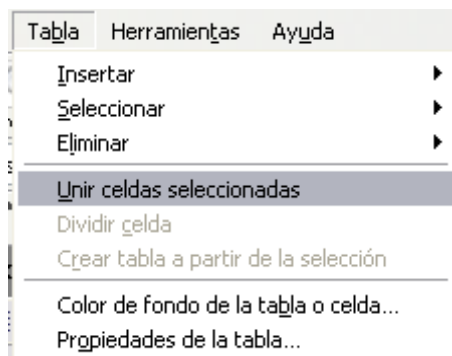 Tabla Herramientas Ayuda
Insertar
Seleccionar
Eliminar
Unir celdas seleccionadas
Dividir celda
Crear tabla a partir de la selección
Color de fondo de la tabla o celda...
Propiedades de la tabla...